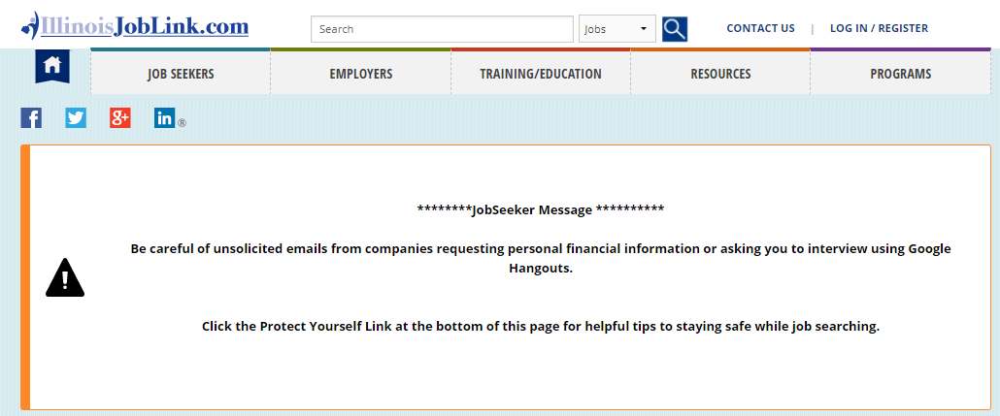 IllinoisJobLink.com
Search
Jobs
CONTACT US | LOG IN / REGISTER
JOB SEEKERS
EMPLOYERS
TRAINING/EDUCATION
RESOURCES
PROGRAMS
f
g+
in ®
********JobSeeker Message **********
Be careful of unsolicited emails from companies requesting personal financial information or asking you to interview using Google
Hangouts.
Click the Protect Yourself Link at the bottom of this page for helpful tips to staying safe while job searching.